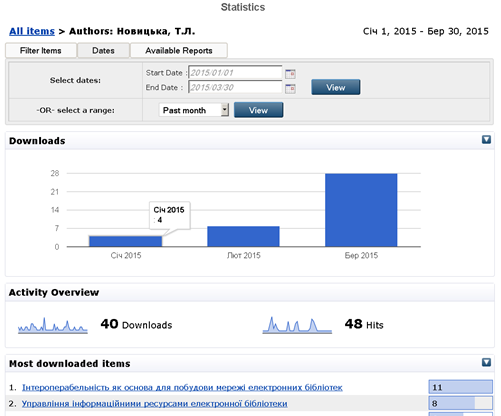 Statistics
All items > Authors: Новицька, Т.Л.
Січ 1, 2015 - Бер 30, 2015
Filter Items
Dates
Available Reports
Select dates:
Start Date : 2015/01/01
End Date : 2015/03/30
View
-OR- select a range:
Past month
View
Downloads
28
21
14
7
0
Січ 2015
: 4
Січ 2015
Лют 2015
Бер 2015
Activity Overview
40 Downloads
48 Hits
Most downloaded items
1. Інтероперабельність як основа для побудови мережі електронних бібліотек
11
2. Управління інформаційними ресурсами електронної бібліотеки
8